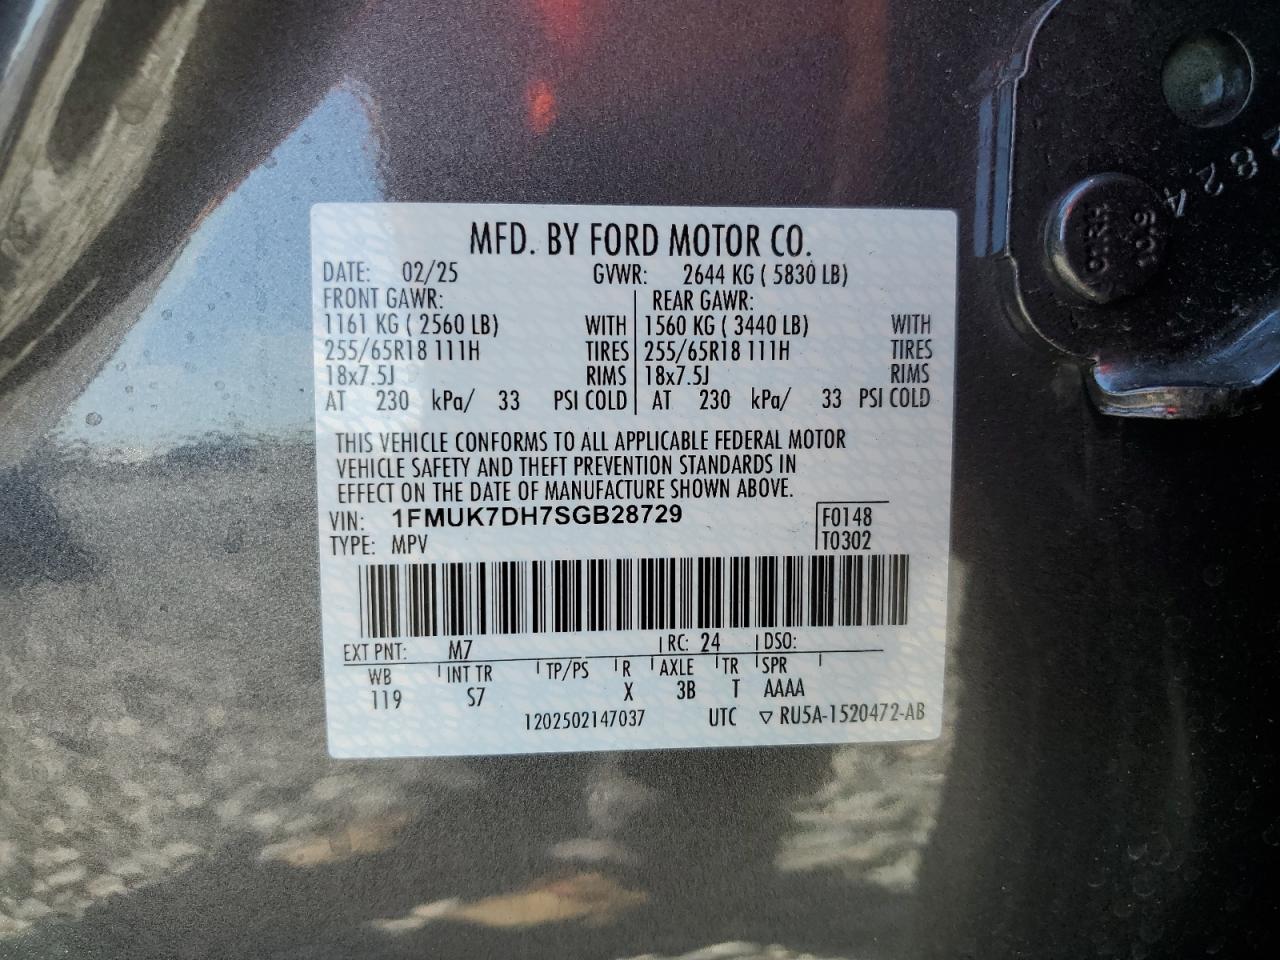 MFD. BY FORD MOTOR CO.
DATE: 02/25 GVWR: 2644 KG ( 5830 LB)
FRONT GAWR: REAR GAWR:
1161 KG ( 2560 LB) WITH 1560 KG ( 3440 LB) WITH
255/65R18 111H TIRES 255/65R18 111H TIRES
18x7.5J RIMS 18x7.5J RIMS
AT 230 kPa/ 33 PSI COLD AT 230 kPa/ 33 PSI COLD
THIS VEHICLE CONFORMS TO ALL APPLICABLE FEDERAL MOTOR
VEHICLE SAFETY AND THEFT PREVENTION STANDARDS IN
EFFECT ON THE DATE OF MANUFACTURE SHOWN ABOVE.
VIN: 1FMUK7DH7SGB28729 F0148
TYPE: MPV T0302
EXT PNT: M7 RC: 24 DSO:
WB INT TR TP/PS R AXLE TR SPR
119 S7 X 3B T AAAA
1202502147037 UTC ▽ RU5A-1520472-AB